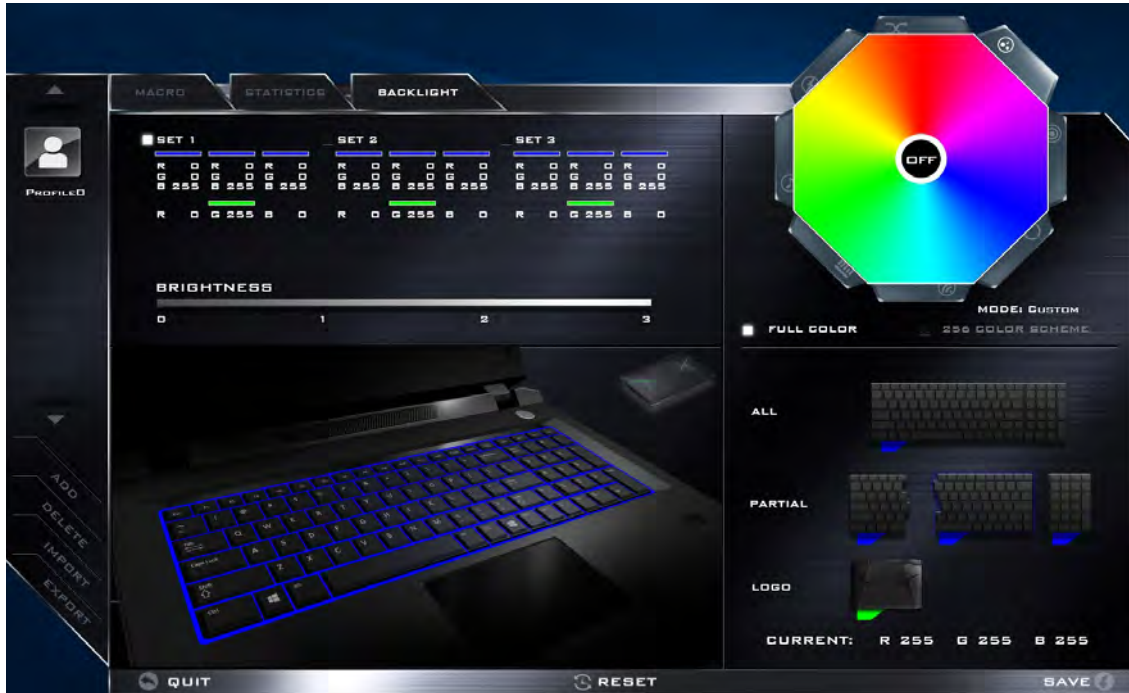 MACRO
STATISTICS
BACKLIGHT
OFF
PROFILE0
SET 1
SET 2
SET 3
R 0 R 0 R 0 R 0 R 0 R 0 R 0 R 0 R 0
G 0 G 0 G 0 G 0 G 0 G 0 G 0 G 0 G 0
B 255 B 255 B 255 B 255 B 255 B 255 B 255 B 255 B 255
R 0 G 255 B 0 R 0 G 255 B 0 R 0 G 255 B 0
BRIGHTNESS
0 1 2 3
MODE: CUSTOM
FULL COLOR
256 COLOR SCHEME
ALL
PARTIAL
LOGO
CURRENT: R 255 G 255 B 255
ADD
DELETE
IMPORT
EXPORT
QUIT
RESET
SAVE